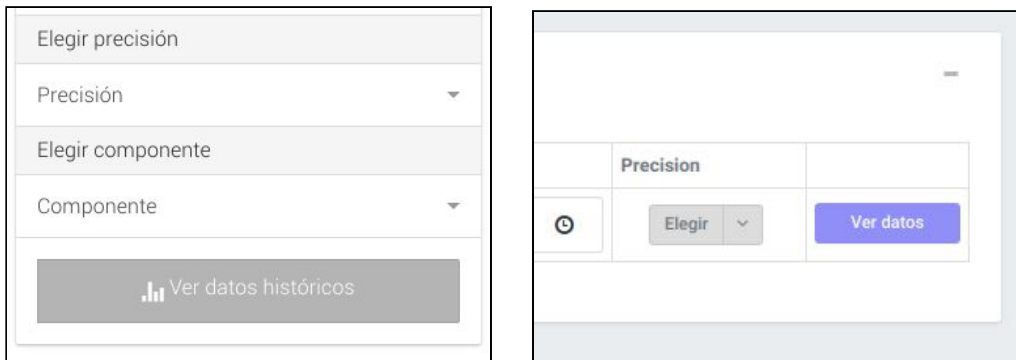 Elegir precisión
Precisión
Elegir componente
Componente
Ver datos históricos
Precision
Elegir
Ver datos